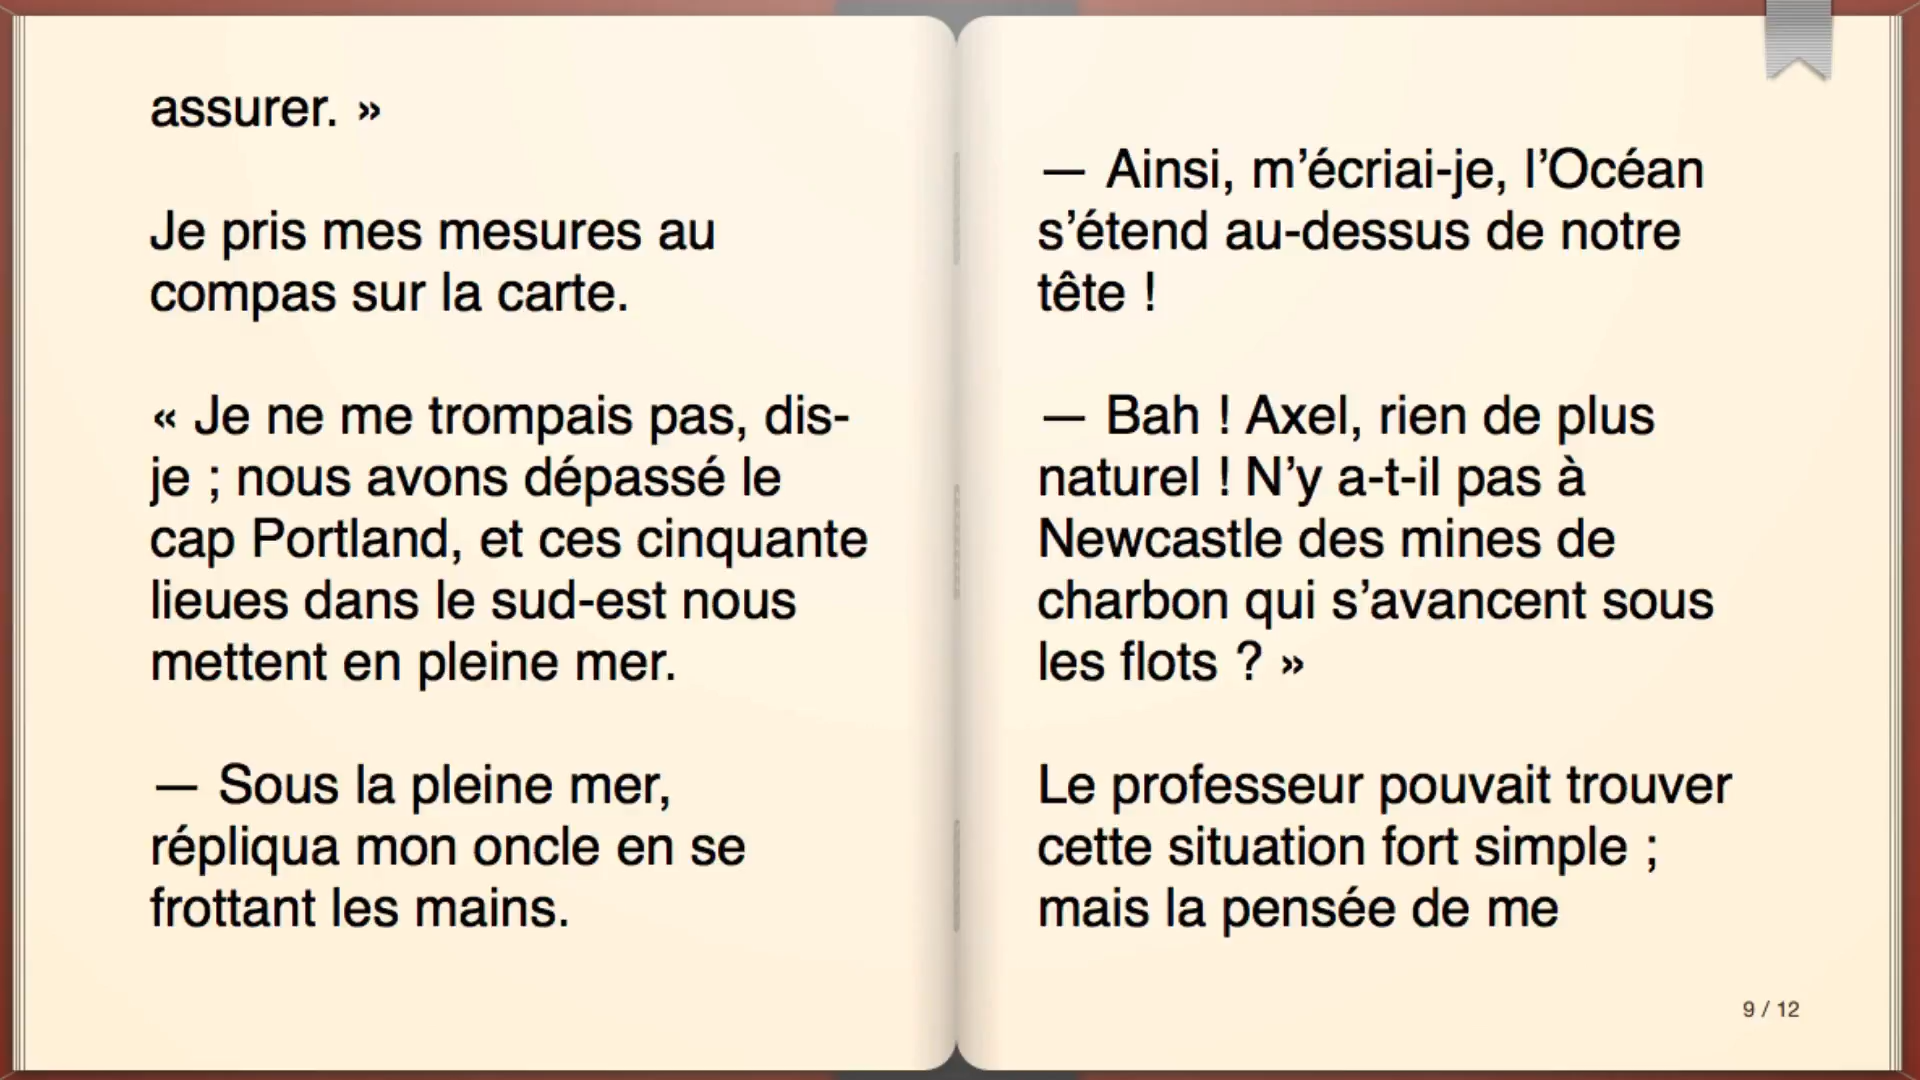 assurer. »
Je pris mes mesures au
compas sur la carte.
« Je ne me trompais pas, dis-
je ; nous avons dépassé le
cap Portland, et ces cinquante
lieues dans le sud-est nous
mettent en pleine mer.
— Sous la pleine mer,
répliqua mon oncle en se
frottant les mains.
— Ainsi, m’écriai-je, l’Océan
s’étend au-dessus de notre
tête !
— Bah ! Axel, rien de plus
naturel ! N’y a-t-il pas à
Newcastle des mines de
charbon qui s’avancent sous
les flots ? »
Le professeur pouvait trouver
cette situation fort simple ;
mais la pensée de me
9 / 12